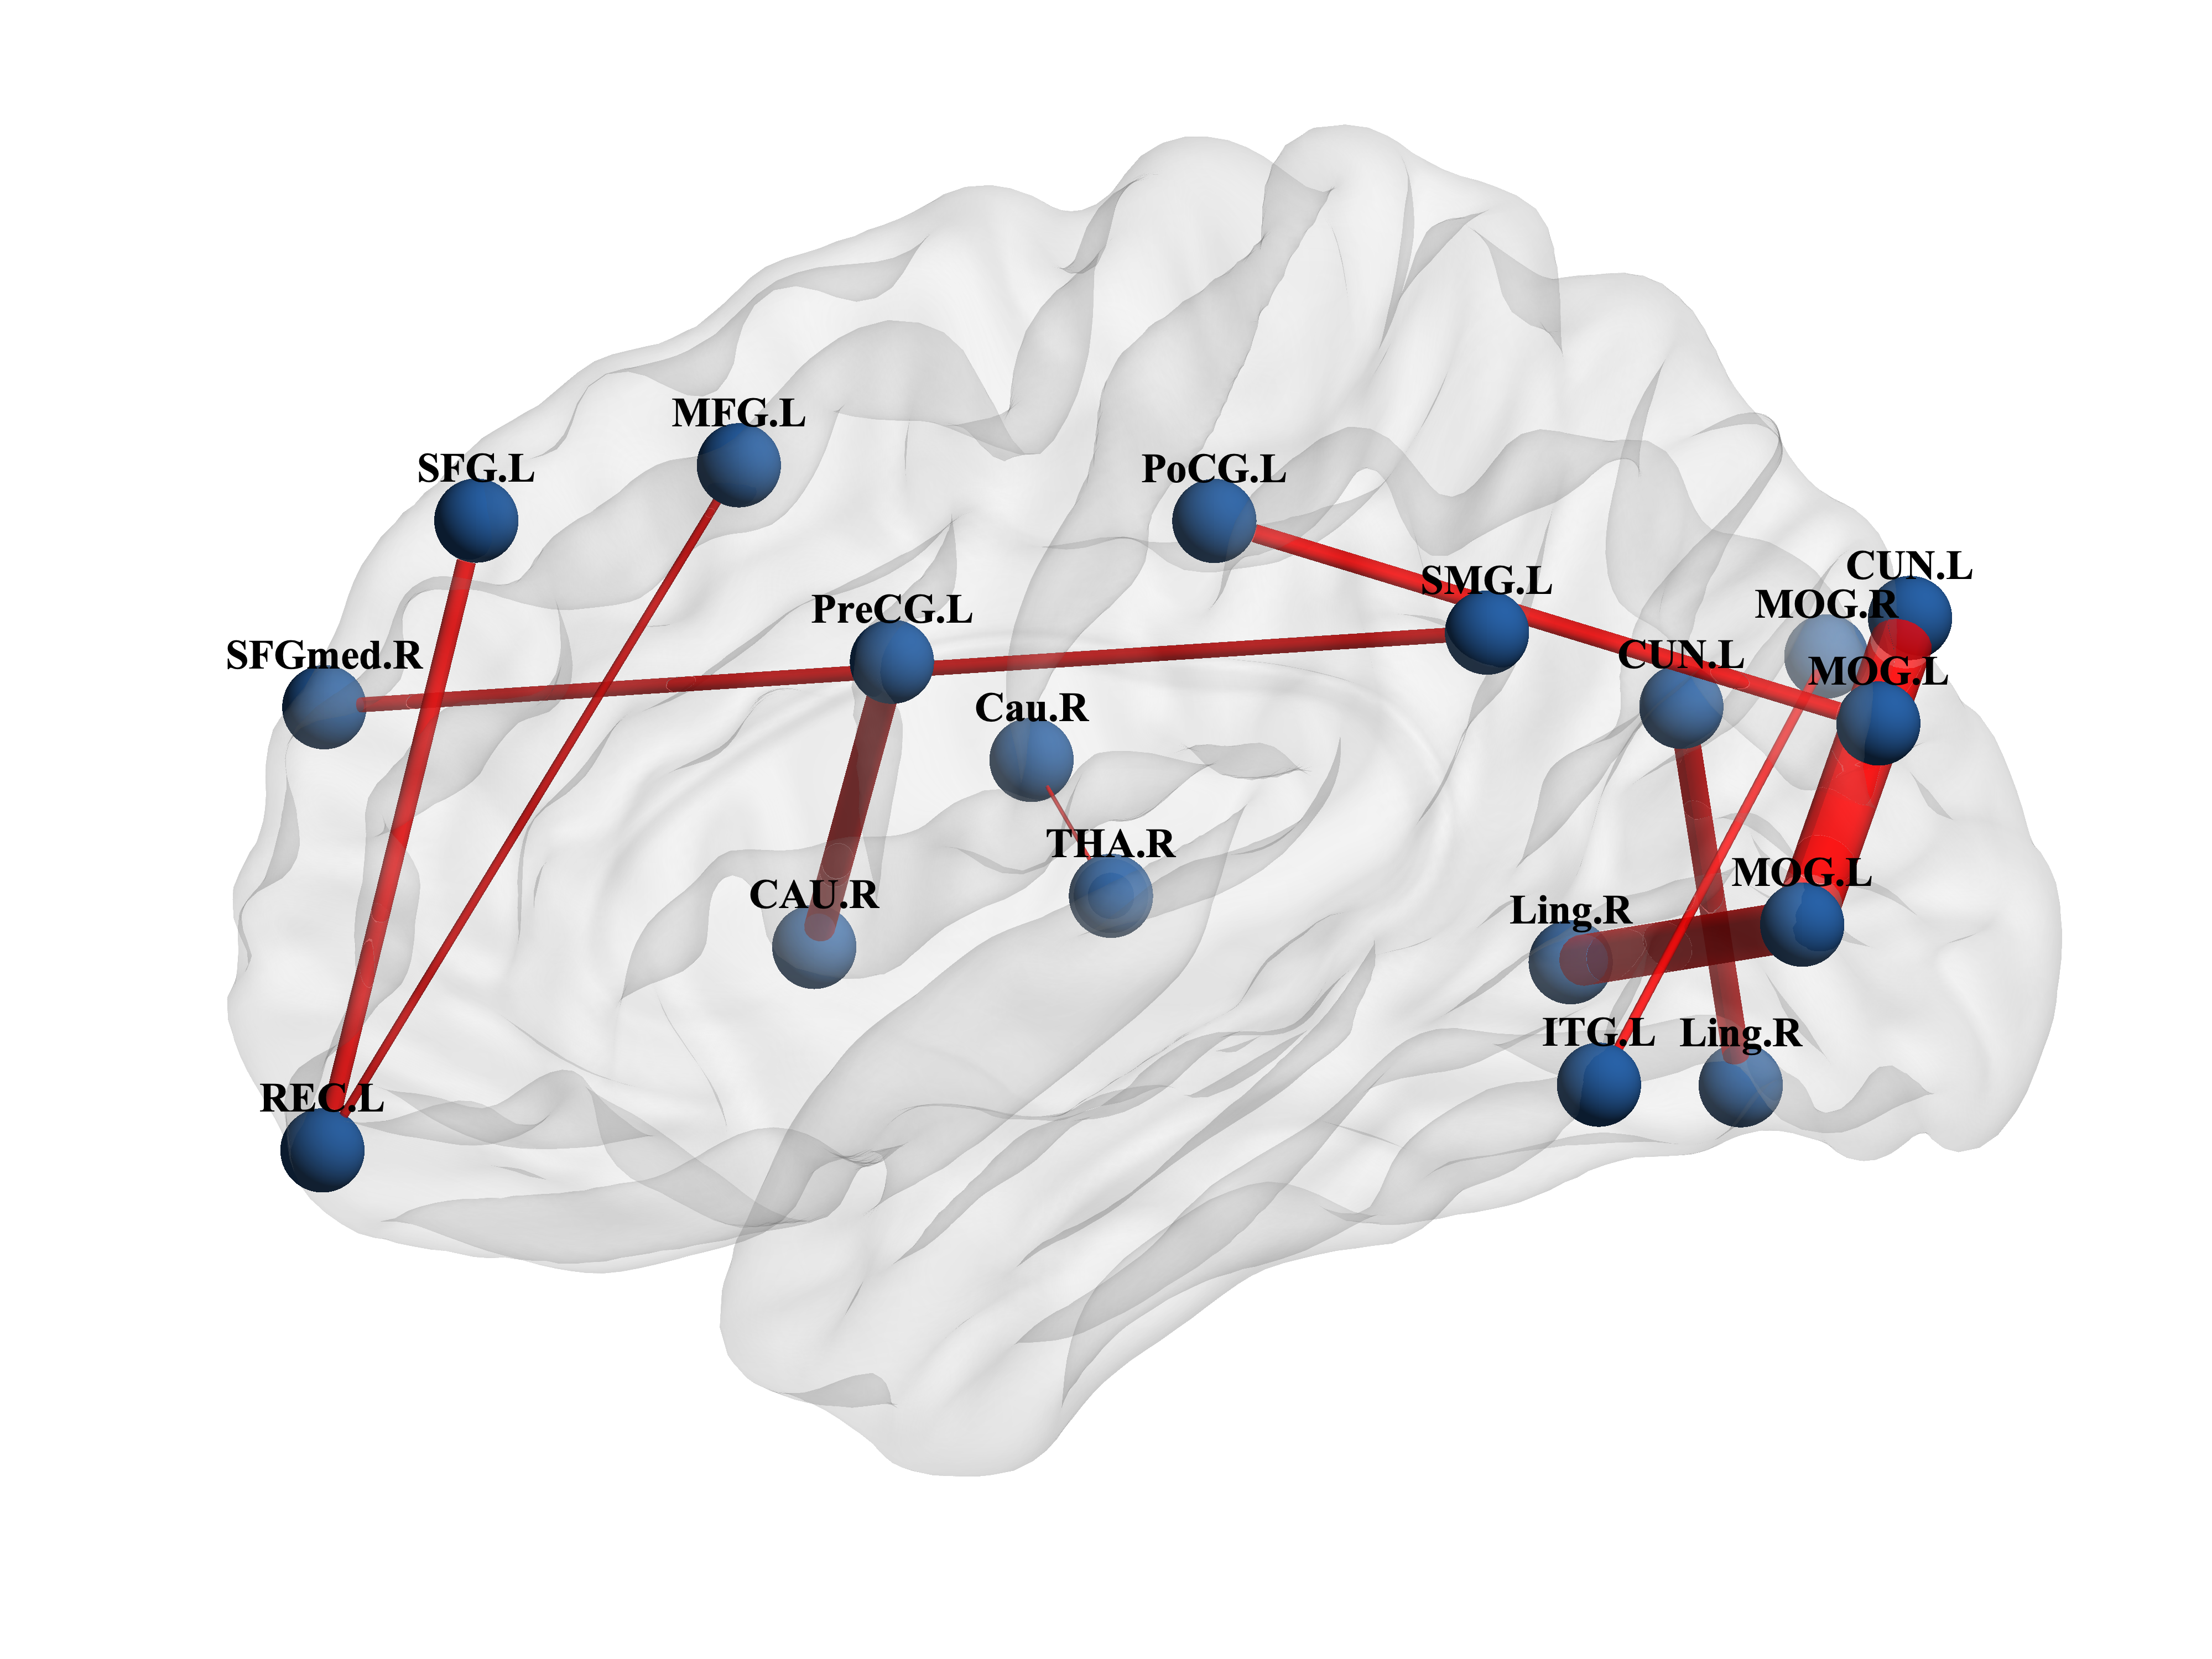 MFG.L
SFG.L
PoCG.L
CUN.L
SMG.L
MOG.R
PreCG.L
SFGmed.R
CUN.L
MOG.L
Cau.R
THA.R
MOG.L
CAU.R
Ling.R
ITG.L
Ling.R
REC.L